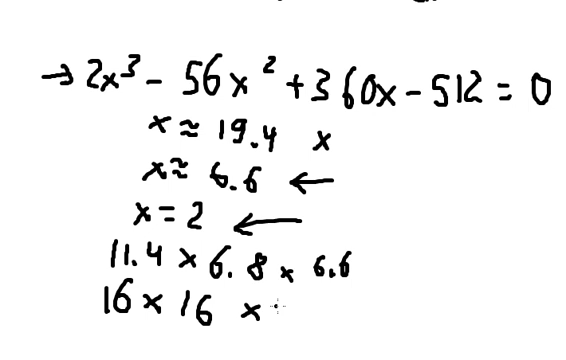 → 2x³ - 56x² + 360x - 512 = 0
x ≈ 19.4 x
x ≈ 6.6 ←
x = 2 ←
11.4 × 6.8 × 6.6
16 × 16 ×